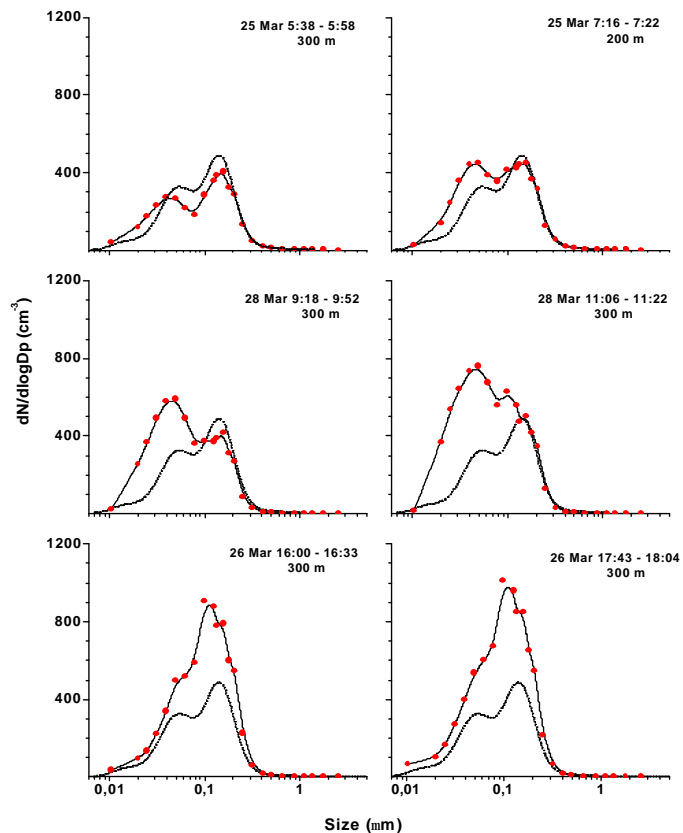 25 Mar 5:38 - 5:58
300 m
25 Mar 7:16 - 7:22
200 m
1200
800
400
28 Mar 9:18 - 9:52
300 m
28 Mar 11:06 - 11:22
300 m
1200
800
400
dN/dlogDp (cm-3)
26 Mar 16:00 - 16:33
300 m
26 Mar 17:43 - 18:04
300 m
1200
800
400
0,01 0,1 1
0,01 0,1 1
Size (mm)